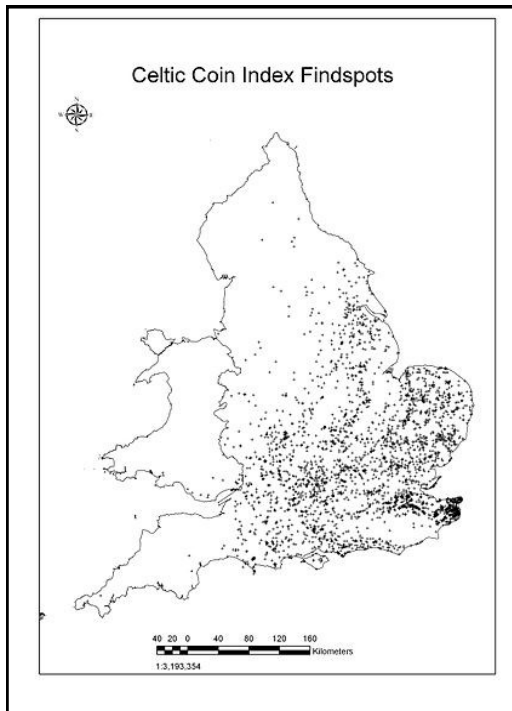 Celtic Coin Index Findspots
N
W E
S
40 20 0 40 80 120 160
Kilometers
1:3,193,354